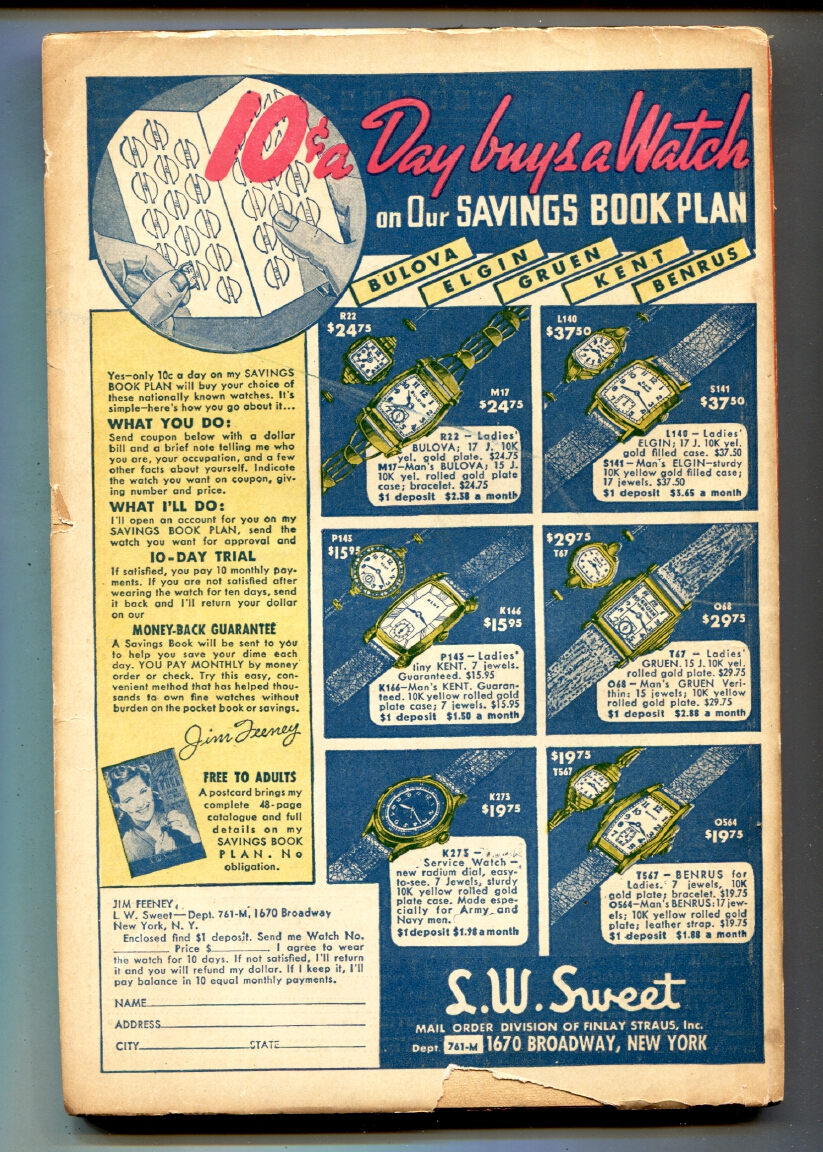 10¢ a Day buys a Watch
on Our SAVINGS BOOK PLAN
BULOVA
ELGIN
GRUEN
KENT
BENRUS
Yes—only 10c a day on my SAVINGS
BOOK PLAN will buy your choice of
these nationally known watches. It's
simple—here's how you go about it...
WHAT YOU DO:
Send coupon below with a dollar
bill and a brief note telling me who
you are, your occupation, and a few
other facts about yourself. Indicate
the watch you want on coupon, giv-
ing number and price.
WHAT I'LL DO:
I'll open an account for you on my
SAVINGS BOOK PLAN, send the
watch you want for approval and
10-DAY TRIAL
If satisfied, you pay 10 monthly pay-
ments. If you are not satisfied after
wearing the watch for ten days, send
it back and I'll return your dollar
on our
MONEY-BACK GUARANTEE
A Savings Book will be sent to you
to help you save your dime each
day. YOU PAY MONTHLY by money
order or check. Try this easy, con-
venient method that has helped thou-
sands to own fine watches without
burden on the pocket book or savings.
Jim Feeney
FREE TO ADULTS
A postcard brings my
complete 48-page
catalogue and full
details on my
SAVINGS BOOK
PLAN. No
obligation.
R22
$24.75
M17
$24.75
R22 - Ladies'
BULOVA; 17 J. 10K
yel. gold plate. $24.75
M17—Man's BULOVA; 15 J.
10K yel. rolled gold plate
case; bracelet. $24.75
$1 deposit $2.38 a month
L140
$37.50
S141
$37.50
L140 - Ladies'
ELGIN; 17 J. 10K yel.
gold filled case. $37.50
S141—Man's ELGIN—sturdy
10K yellow gold filled case;
17 jewels. $37.50
$1 deposit $3.65 a month
P145
$15.95
K166
$15.95
P145 - Ladies'
tiny KENT. 7 jewels.
Guaranteed. $15.95
K166—Man's KENT. Guaran-
teed. 10K yellow rolled gold
plate case; 7 jewels. $15.95
$1 deposit $1.50 a month
$29.75
T67
O68
$29.75
T67 - Ladies'
GRUEN. 15 J. 10K yel.
rolled gold plate. $29.75
O68 - Man's GRUEN Veri-
thin: 15 jewels; 10K yellow
rolled gold plate. $29.75
$1 deposit $2.88 a month
K273
$19.75
K273 -
Service Watch—
new radium dial, easy-
to-see. 7 Jewels, sturdy
10K yellow rolled gold
plate case. Made espe-
cially for Army and
Navy men.
$1 deposit $1.98 a month
$19.75
T567
O564
$19.75
T567 - BENRUS for
Ladies. 7 jewels, 10K
gold plate; bracelet. $19.75
O564—Man's BENRUS: 17 jew-
els; 10K yellow rolled gold
plate; leather strap. $19.75
$1 deposit $1.88 a month
JIM FEENEY,
L. W. Sweet—Dept. 761-M, 1670 Broadway
New York, N. Y.
Enclosed find $1 deposit. Send me Watch No.
Price $ I agree to wear
the watch for 10 days. If not satisfied, I'll return
it and you will refund my dollar. If I keep it, I'll
pay balance in 10 equal monthly payments.
NAME
ADDRESS
CITY STATE
L.W. Sweet
MAIL ORDER DIVISION OF FINLAY STRAUS, Inc.
Dept. 761-M 1670 BROADWAY, NEW YORK